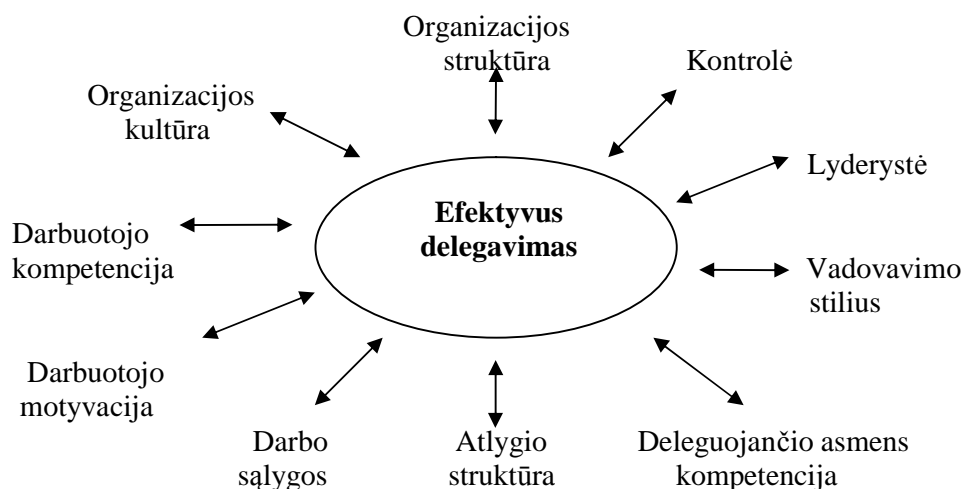 Organizacijos
struktūra
Kontrolė
Organizacijos
kultūra
Lyderystė
Efektyvus
delegavimas
Darbuotojo
kompetencija
Vadovavimo
stilius
Darbuotojo
motyvacija
Darbo
sąlygos
Atlygio
struktūra
Deleguojančio asmens
kompetencija